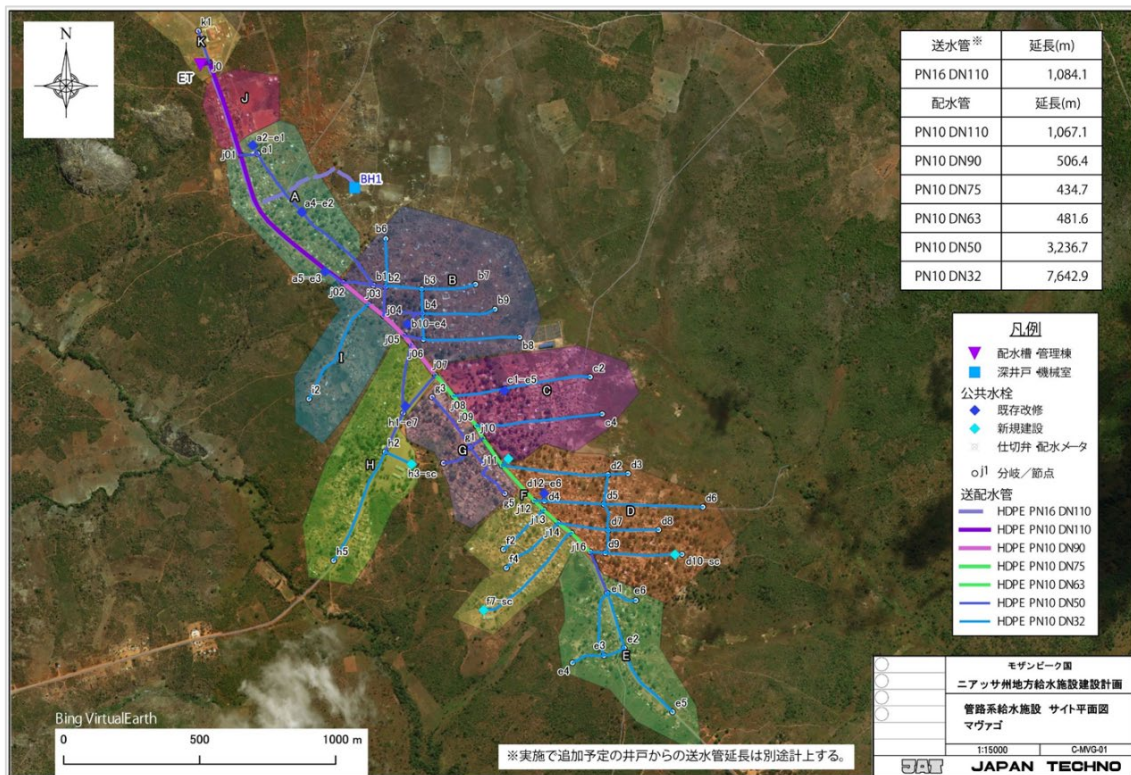 N
送水管※ 延長(m)
PN16 DN110 1,084.1
配水管 延長(m)
PN10 DN110 1,067.1
PN10 DN90 506.4
PN10 DN75 434.7
PN10 DN63 481.6
PN10 DN50 3,236.7
PN10 DN32 7,642.9
凡例
配水槽・管理棟
深井戸・機械室
公共水栓
既存改修
新規建設
仕切弁・配水メータ
j1 分岐／節点
送配水管
HDPE PN16 DN110
HDPE PN10 DN110
HDPE PN10 DN90
HDPE PN10 DN75
HDPE PN10 DN63
HDPE PN10 DN50
HDPE PN10 DN32
k1
K
j0
ET
J
a2-e1
a1
j01
BH1
A
a4-e2
b6
a5-e3
b1
b2
b3
B
b7
j02
j03
b4
b9
j04
b10-e4
j05
b8
j06
I
j07
i2
g3
c1-e5
c2
C
j08
h1-e7
j09
c4
j10
g1
h2
G
j11
H
h3-sc
d2
d3
d12-e6
g5
F
d4
d5
D
d6
j12
j13
j14
d7
d8
f2
d9
j16
d10-sc
f4
h5
f7-sc
e1
e6
e3
e2
E
e4
e5
Bing VirtualEarth
0 500 1000 m
※実施で追加予定の井戸からの送水管延長は別途計上する。
モザンビーク国
ニアッサ州地方給水施設建設計画
管路系給水施設 サイト平面図
マヴァゴ
1:15000 C-MVG-01
JAT JAPAN TECHNO